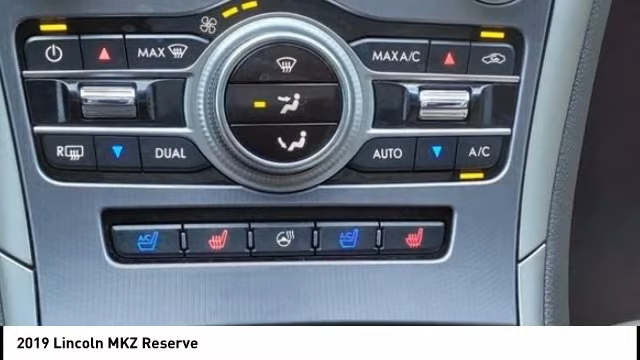 MAX
MAX A/C
R
DUAL
AUTO
A/C
A/C
A/C
2019 Lincoln MKZ Reserve